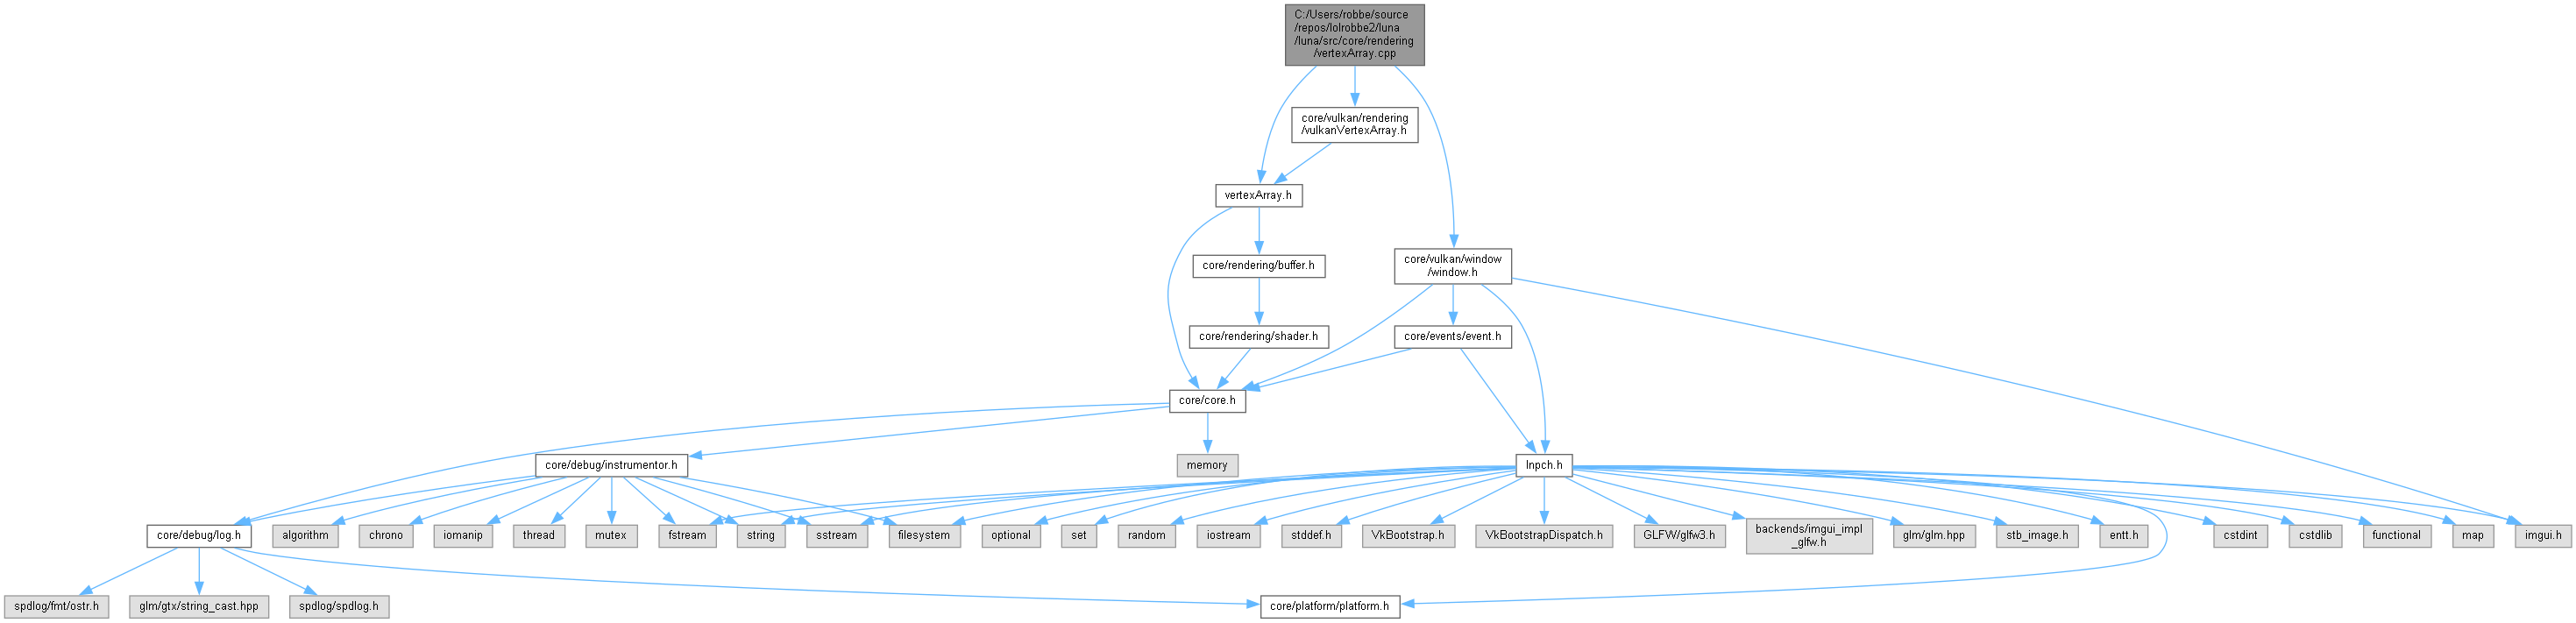 C:/Users/robbe/source
/repos/lolrobbe2/luna
/luna/src/core/rendering
/vertexArray.cpp
core/vulkan/rendering
/vulkanVertexArray.h
vertexArray.h
core/rendering/buffer.h
core/vulkan/window
/window.h
core/rendering/shader.h
core/events/event.h
core/core.h
core/debug/instrumentor.h
memory
lnpch.h
core/debug/log.h
algorithm
chrono
iomanip
thread
mutex
fstream
string
sstream
filesystem
optional
set
random
iostream
stddef.h
VkBootstrap.h
VkBootstrapDispatch.h
GLFW/glfw3.h
backends/imgui_impl
_glfw.h
glm/glm.hpp
stb_image.h
entt.h
cstdint
cstdlib
functional
map
imgui.h
spdlog/fmt/ostr.h
glm/gtx/string_cast.hpp
spdlog/spdlog.h
core/platform/platform.h